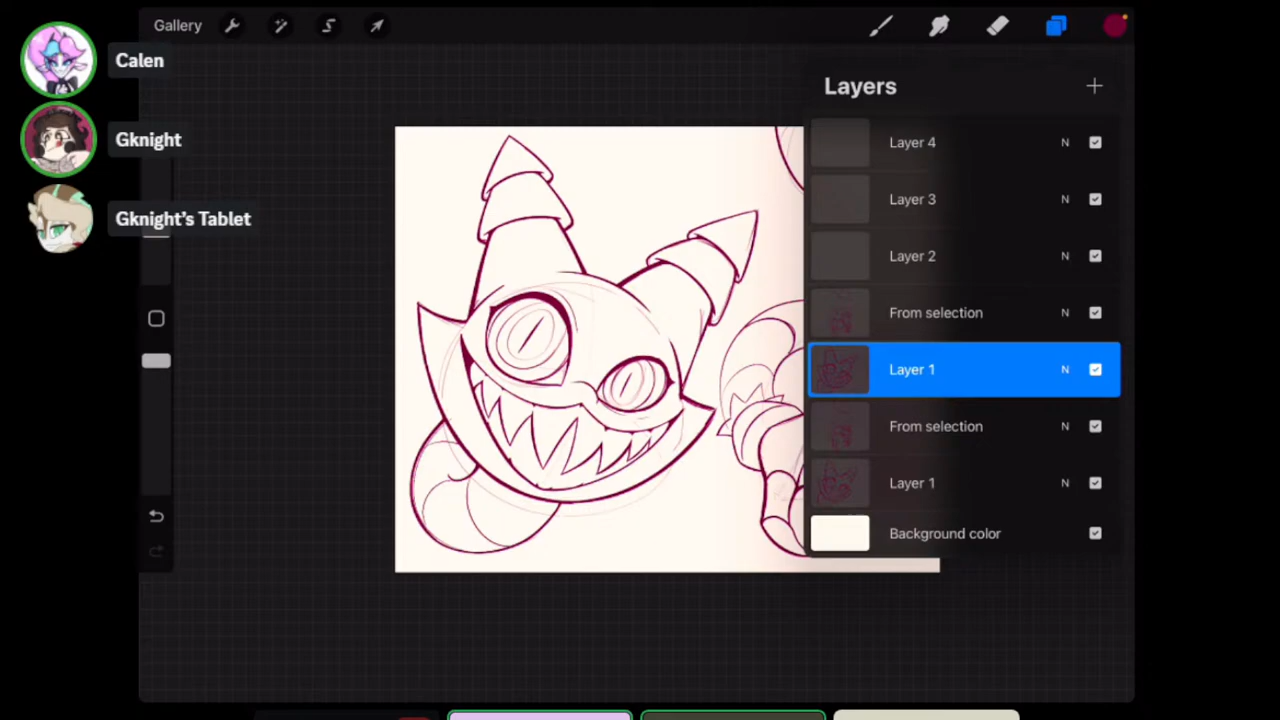 Gallery
Calen
Gknight
Gknight's Tablet
Layers
Layer 4 N
Layer 3 N
Layer 2 N
From selection N
Layer 1 N
From selection N
Layer 1 N
Background color